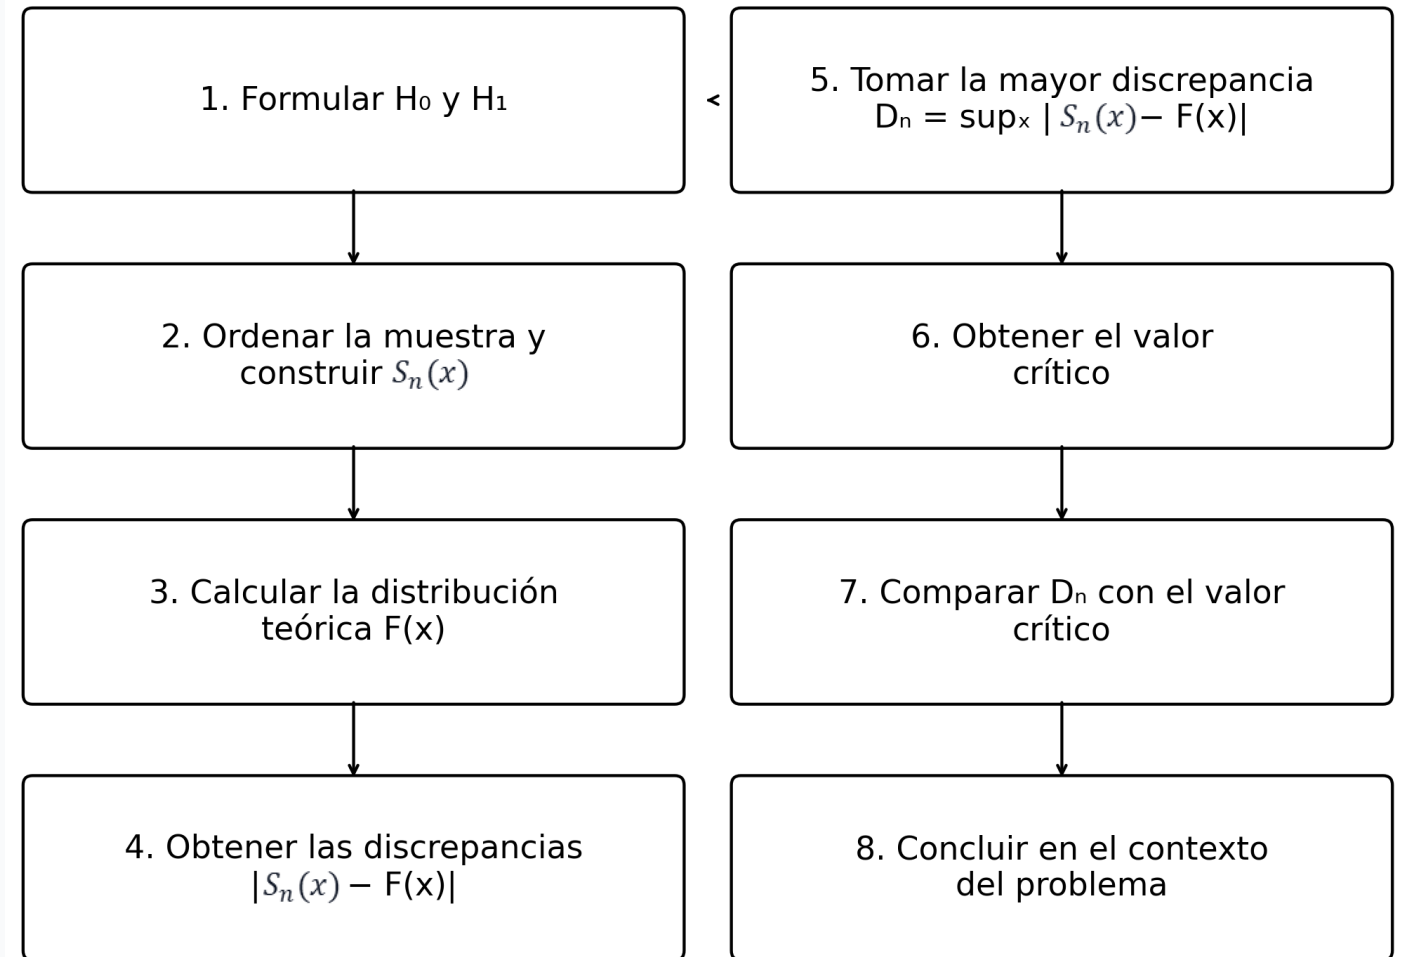 1. Formular H₀ y H₁
2. Ordenar la muestra y
construir Sₙ(x)
3. Calcular la distribución
teórica F(x)
4. Obtener las discrepancias
|Sₙ(x) − F(x)|
5. Tomar la mayor discrepancia
Dₙ = supₓ | Sₙ(x)− F(x)|
6. Obtener el valor
crítico
7. Comparar Dₙ con el valor
crítico
8. Concluir en el contexto
del problema